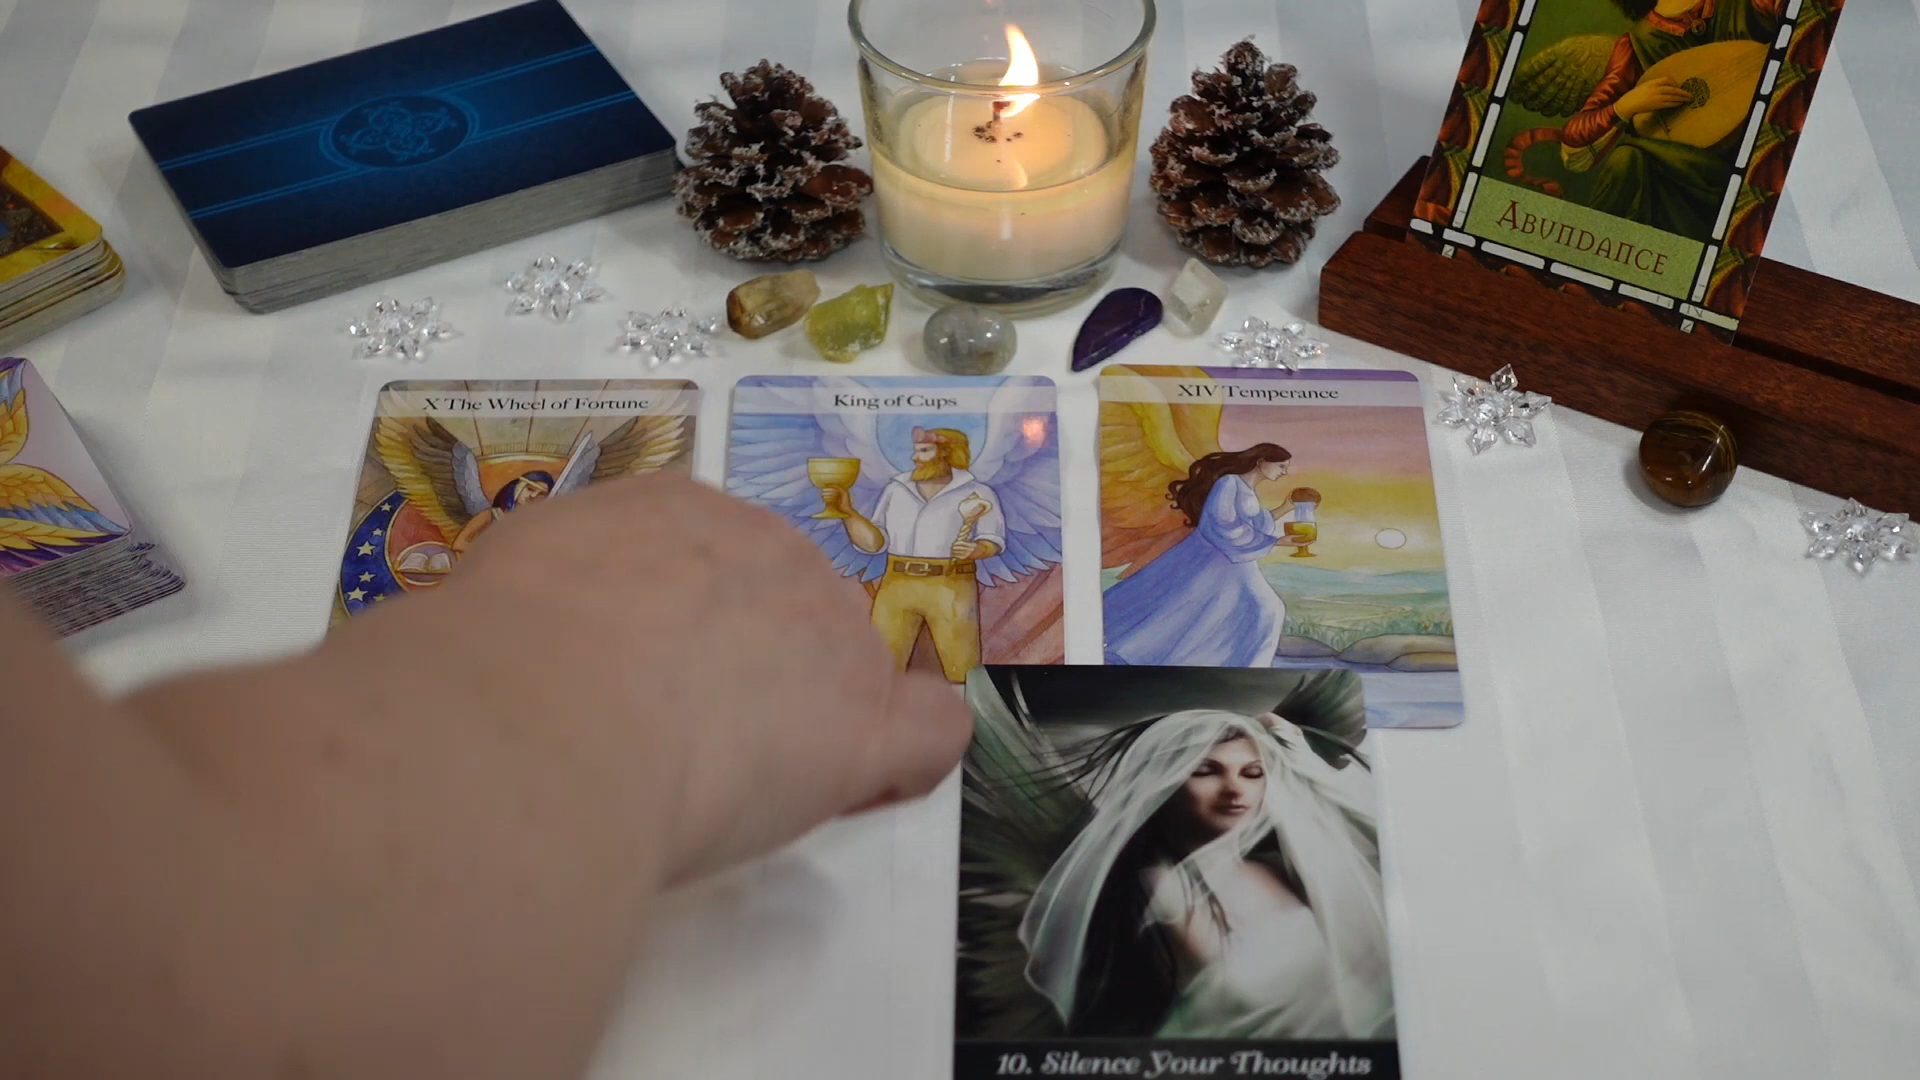 ABUNDANCE
X The Wheel of Fortune
King of Cups
XIV Temperance
10. Silence Your Thoughts